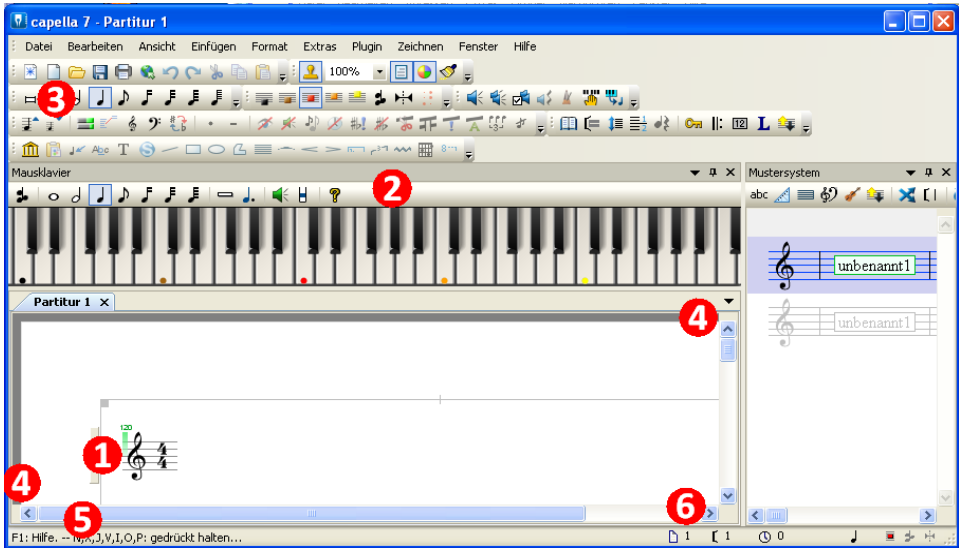 capella 7 - Partitur 1
Datei Bearbeiten Ansicht Einfügen Format Extras Plugin Zeichnen Fenster Hilfe
100%
3
12 L
Abc T 8
Mausklavier
2
Mustersystem
abc
unbenannt1
Partitur 1
4
unbenannt1
120
1
4
4
4
6
5
F1: Hilfe. -- N,X,J,V,I,O,P: gedrückt halten... 1 1 0